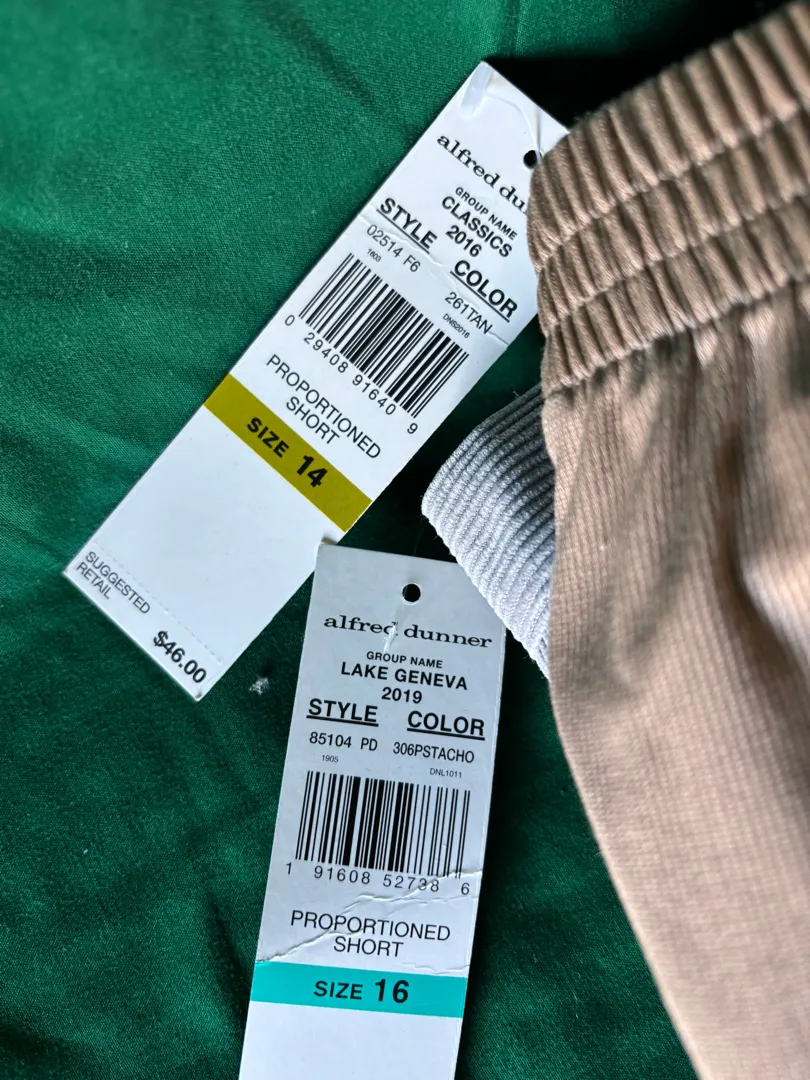 alfred
GROUP NAME
CLASSICS
2016
STYLE COLOR
02514 F6 261TAN
1603 DNS2016
0 29408 91640 9
PROPORTIONED
SHORT
SIZE 14
SUGGESTED
RETAIL
$46.00
alfred dunner
GROUP NAME
LAKE GENEVA
2019
STYLE COLOR
85104 PD 306PSTACHO
1905 DNL1011
1 91608 52738 6
PROPORTIONED
SHORT
SIZE 16